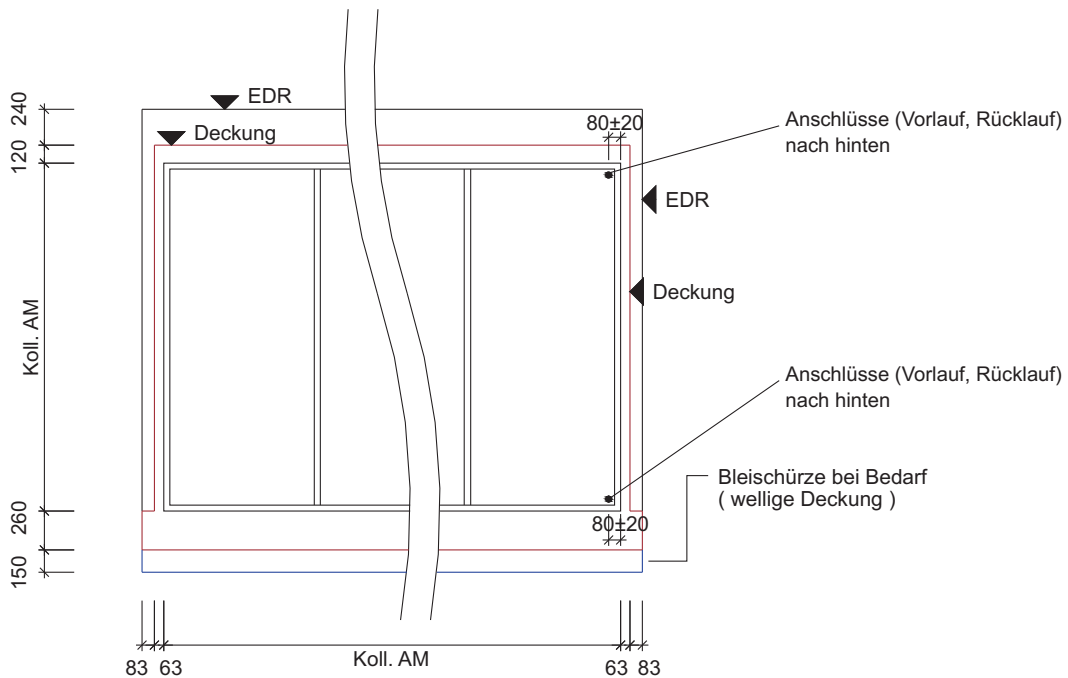 EDR
Deckung
240
120
Koll. AM
260
150
80±20
Anschlüsse (Vorlauf, Rücklauf)
nach hinten
EDR
Deckung
Anschlüsse (Vorlauf, Rücklauf)
nach hinten
Bleischürze bei Bedarf
( wellige Deckung )
80±20
83
63
Koll. AM
63
83